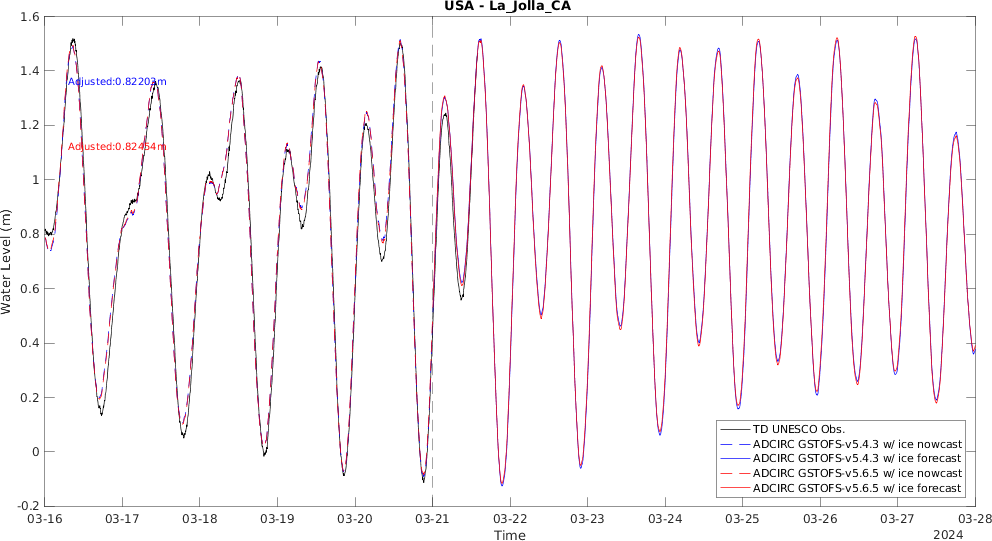 USA - La_Jolla_CA
1.6
1.4
1.2
1
0.8
0.6
0.4
0.2
0
-0.2
Water Level (m)
Adjusted:0.82203m
Adjusted:0.82454m
TD UNESCO Obs.
ADCIRC GSTOFS-v5.4.3 w/ ice nowcast
ADCIRC GSTOFS-v5.4.3 w/ ice forecast
ADCIRC GSTOFS-v5.6.5 w/ ice nowcast
ADCIRC GSTOFS-v5.6.5 w/ ice forecast
03-16 03-17 03-18 03-19 03-20 03-21 03-22 03-23 03-24 03-25 03-26 03-27 03-28
Time
2024